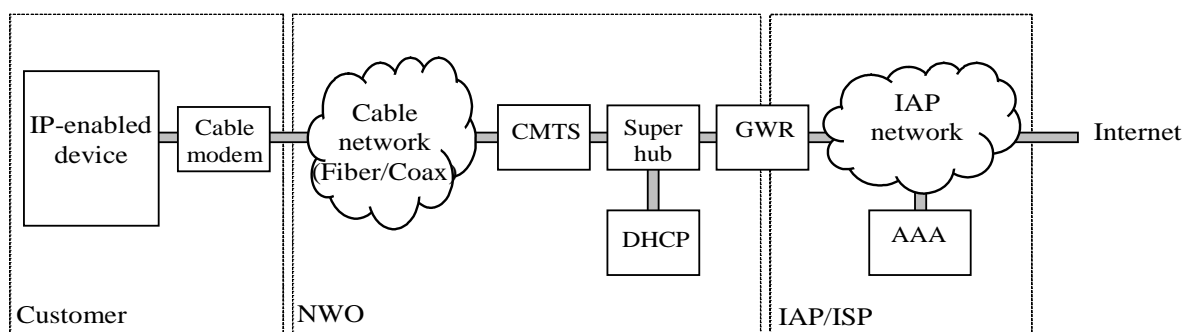 IP-enabled
device
Cable
modem
Cable
network
(Fiber/Coax)
CMTS
Super
hub
DHCP
GWR
IAP
network
AAA
Internet
Customer
NWO
IAP/ISP